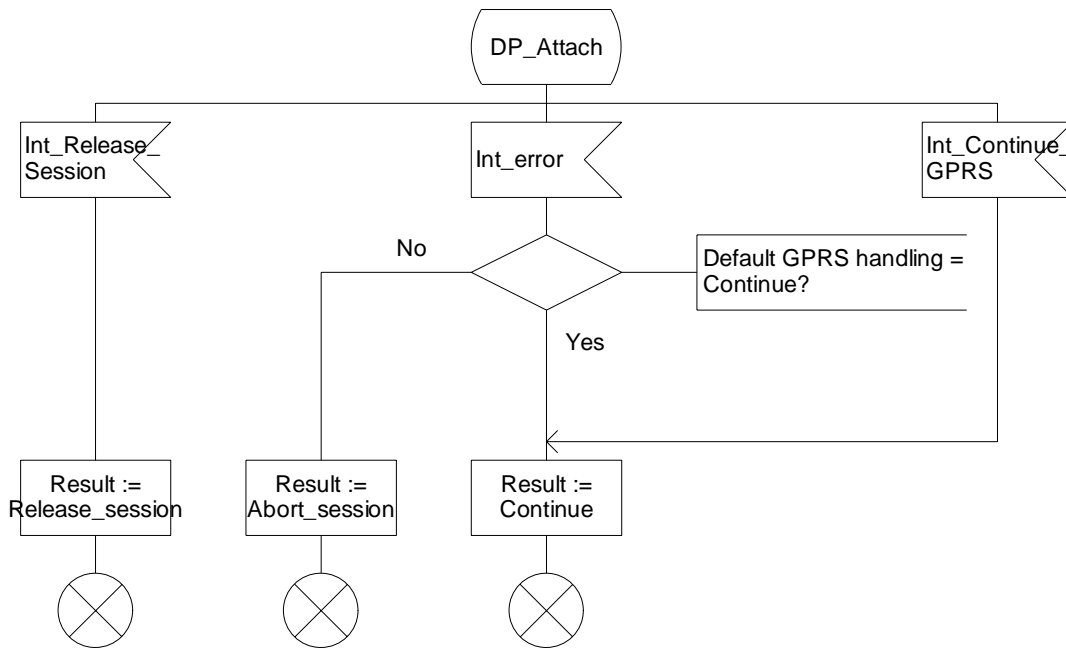 DP_Attach
Int_Release_
Session
Int_error
Int_Continue_
GPRS
No
Default GPRS handling =
Continue?
Yes
Result :=
Release_session
Result :=
Abort_session
Result :=
Continue